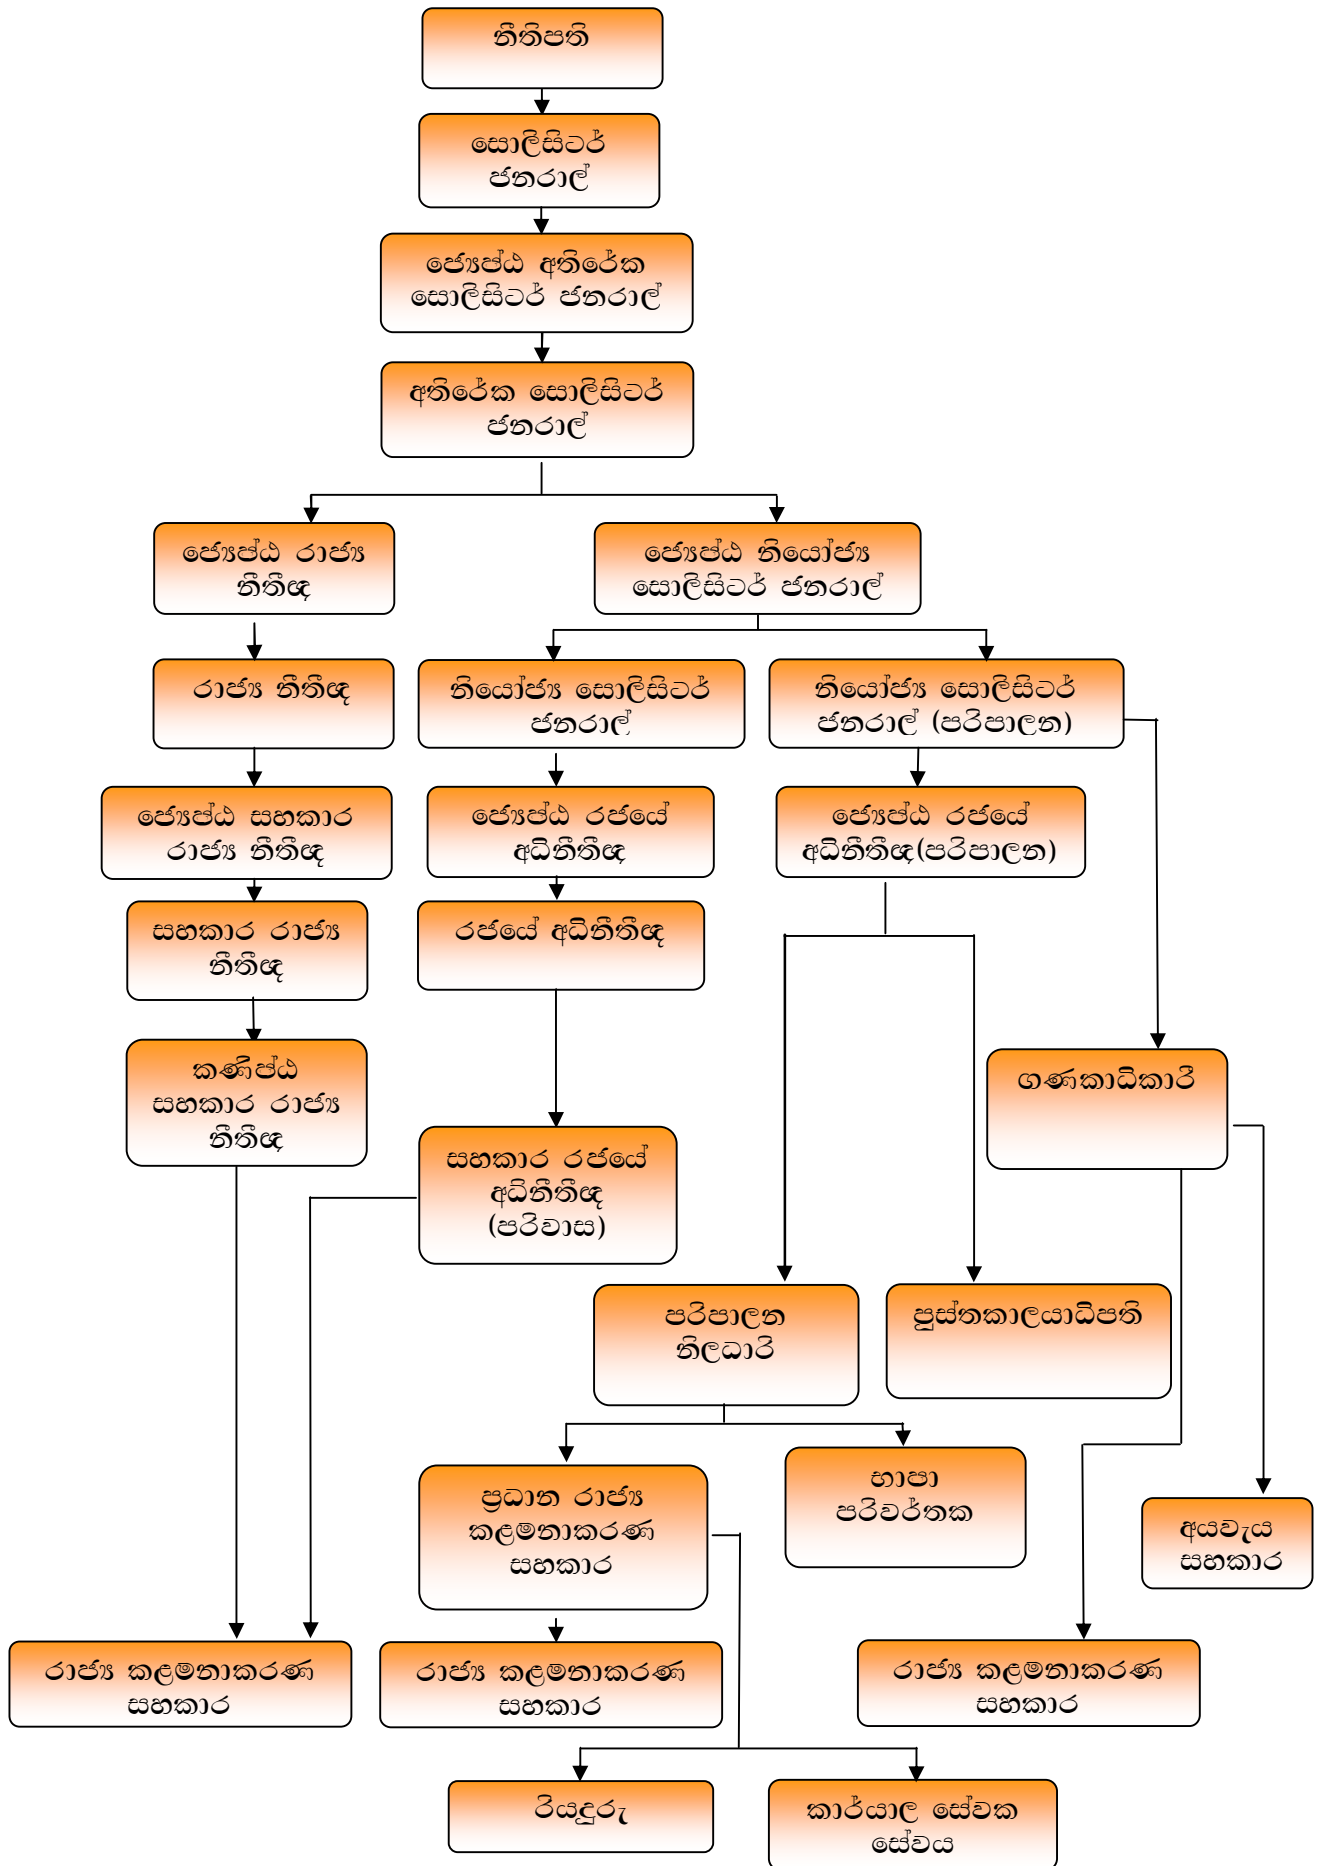 නීතිපති
සොලිසිටර්
ජනරාල්
ජ්‍යෙෂ්ඨ අතිරේක
සොලිසිටර් ජනරාල්
අතිරේක සොලිසිටර්
ජනරාල්
ජ්‍යෙෂ්ඨ රාජ්‍ය
නීතීඥ
ජ්‍යෙෂ්ඨ නියෝජ්‍ය
සොලිසිටර් ජනරාල්
රාජ්‍ය නීතීඥ
නියෝජ්‍ය සොලිසිටර්
ජනරාල්
නියෝජ්‍ය සොලිසිටර්
ජනරාල් (පරිපාලන)
ජ්‍යෙෂ්ඨ සහකාර
රාජ්‍ය නීතීඥ
ජ්‍යෙෂ්ඨ රජයේ
අධිනීතීඥ
ජ්‍යෙෂ්ඨ රජයේ
අධිනීතීඥ(පරිපාලන)
සහකාර රාජ්‍ය
නීතීඥ
රජයේ අධිනීතීඥ
කණිෂ්ඨ
සහකාර රාජ්‍ය
නීතීඥ
ගණකාධිකාරී
සහකාර රජයේ
අධිනීතීඥ
(පරිවාස)
පරිපාලන
නිලධාරි
පුස්තකාලයාධිපති
ප්‍රධාන රාජ්‍ය
කළමනාකරණ
සහකාර
භාෂා
පරිවර්තක
අයවැය
සහකාර
රාජ්‍ය කළමනාකරණ
සහකාර
රාජ්‍ය කළමනාකරණ
සහකාර
රාජ්‍ය කළමනාකරණ
සහකාර
රියදුරු
කාර්යාල සේවක
සේවය